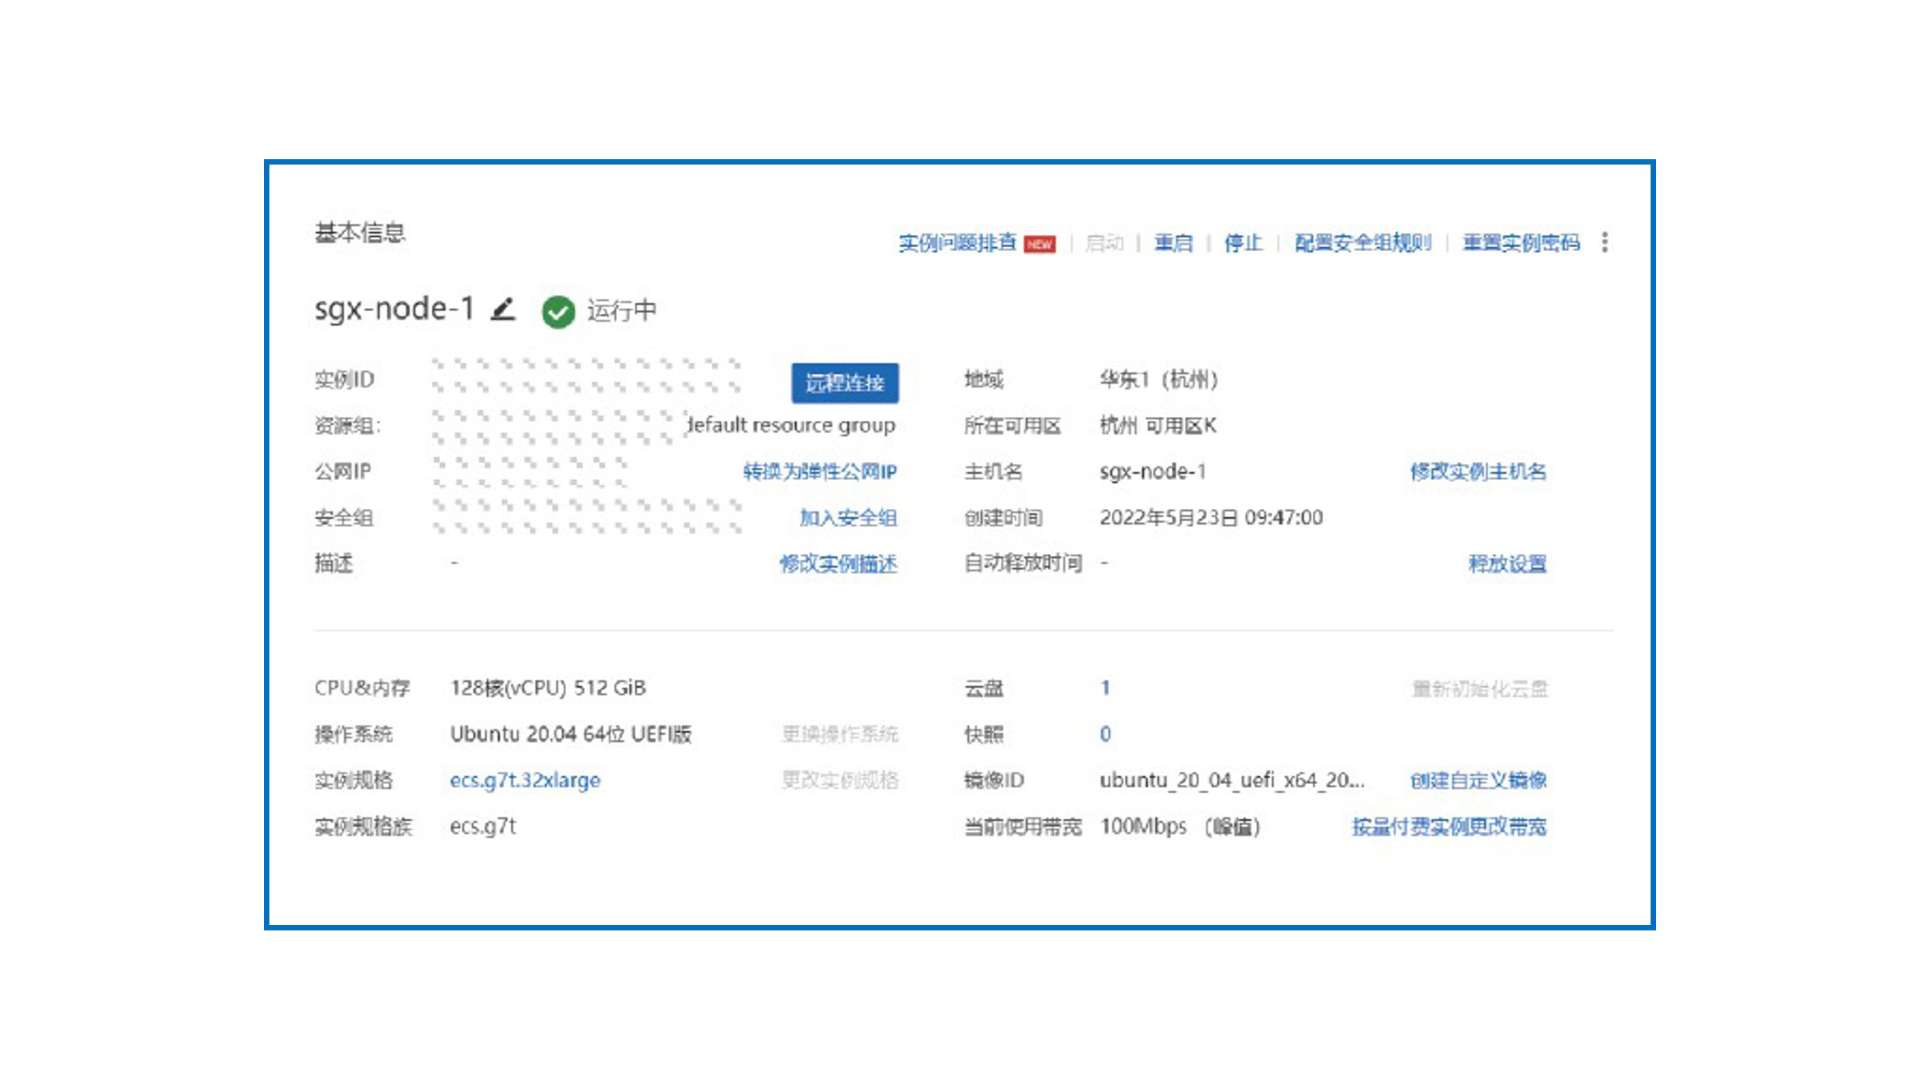 基本信息
实例问题排查 NEW | 启动 | 重启 | 停止 | 配置安全组规则 | 重置实例密码
sgx-node-1 运行中
实例ID 远程连接 地域 华东1（杭州）
资源组: default resource group 所在可用区 杭州 可用区K
公网IP 转换为弹性公网IP 主机名 sgx-node-1 修改实例主机名
安全组 加入安全组 创建时间 2022年5月23日 09:47:00
描述 - 修改实例描述 自动释放时间 - 释放设置
CPU&内存 128核(vCPU) 512 GiB 云盘 1 重新初始化云盘
操作系统 Ubuntu 20.04 64位 UEFI版 更换操作系统 快照 0
实例规格 ecs.g7t.32xlarge 更改实例规格 镜像ID ubuntu_20_04_uefi_x64_20... 创建自定义镜像
实例规格族 ecs.g7t 当前使用带宽 100Mbps （峰值） 按量付费实例更改带宽